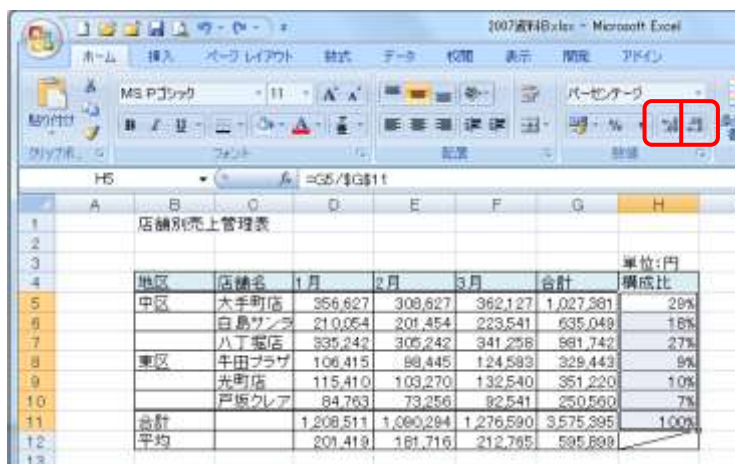 2007資料B.xlsx - Microsoft Excel
ホーム 挿入 ページ レイアウト 数式 データ 校閲 表示 開発 アドイン
MS Pゴシック 11 A A パーセンテージ
貼り付け B I U A %
フォント 配置 数値
H5 fx =G5/$G$11
A B C D E F G H
1 店舗別売上管理表
2
3 単位:円
4 地区 店舗名 1月 2月 3月 合計 構成比
5 中区 大手町店 356,627 308,627 362,127 1,027,381 29%
6 白島サンラ 210,054 201,454 223,541 635,049 18%
7 八丁堀店 335,242 305,242 341,258 981,742 27%
8 東区 牛田プラザ 106,415 98,445 124,583 329,443 9%
9 光町店 115,410 103,270 132,540 351,220 10%
10 戸坂クレア 84,763 73,256 92,541 250,560 7%
11 合計 1,208,511 1,090,294 1,276,590 3,575,395 100%
12 平均 201,419 181,716 212,765 595,899
13